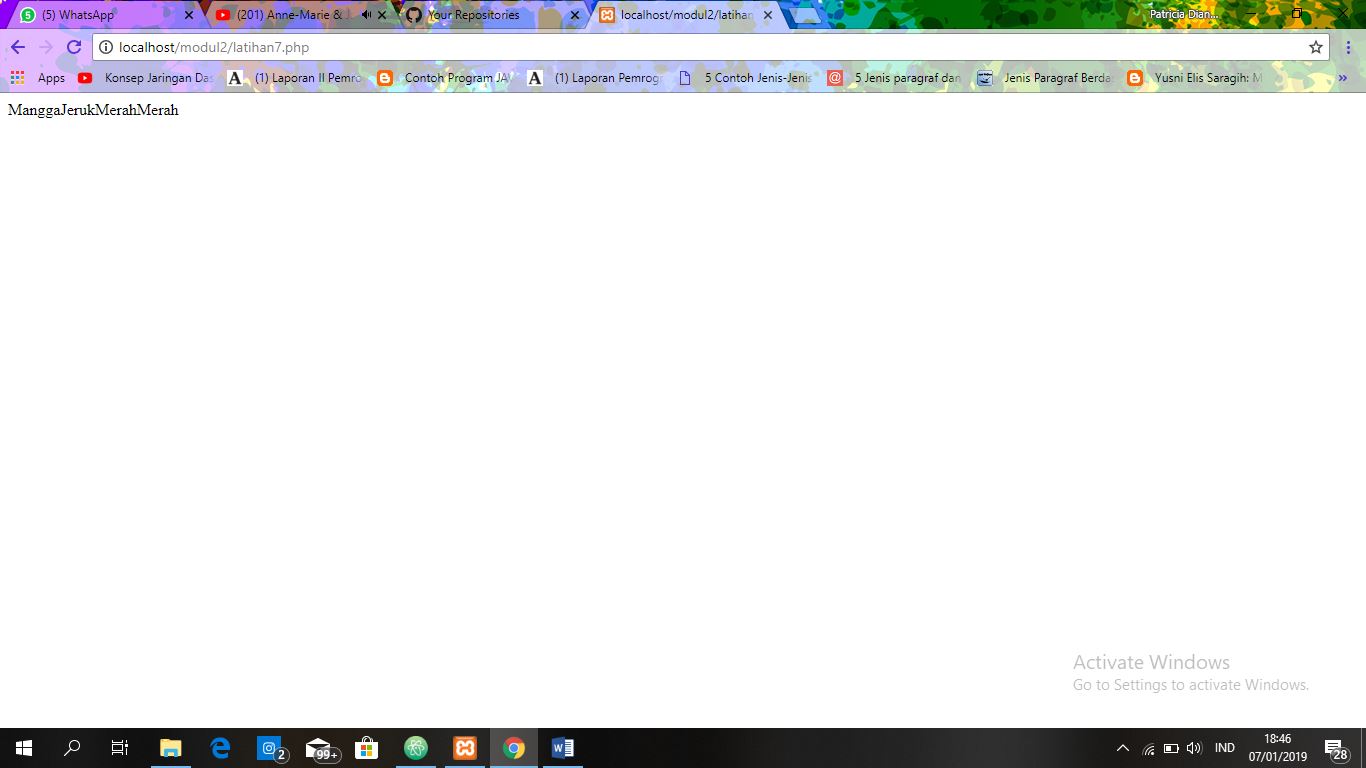 (5) WhatsApp
(201) Anne-Marie &
Your Repositories
localhost/modul2/latihan
Patricia Dian...
localhost/modul2/latihan7.php
Apps
Konsep Jaringan Das
(1) Laporan II Pemro
Contoh Program JAV
(1) Laporan Pemrog
5 Contoh Jenis-Jenis
5 Jenis paragraf dan
Jenis Paragraf Berdas
Yusni Elis Saragih: M
»
ManggaJerukMerahMerah
Activate Windows
Go to Settings to activate Windows.
2
99+
IND
18:46
07/01/2019
28